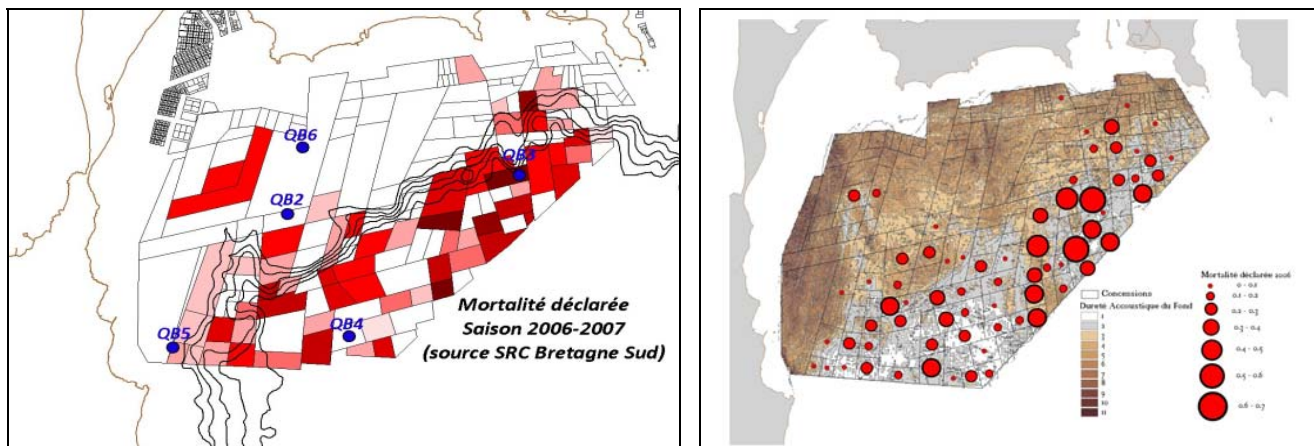 QB6
QB3
QB2
QB5
QB4
Mortalité déclarée
Saison 2006-2007
(source SRC Bretagne Sud)
Mortalité déclarée 2006
Concessions
Dureté Accoustique du Fond
1
2
3
4
5
6
7
8
9
10
11
0 - 0.1
0.1 - 0.2
0.2 - 0.3
0.3 - 0.4
0.4 - 0.5
0.5 - 0.6
0.6 - 0.7